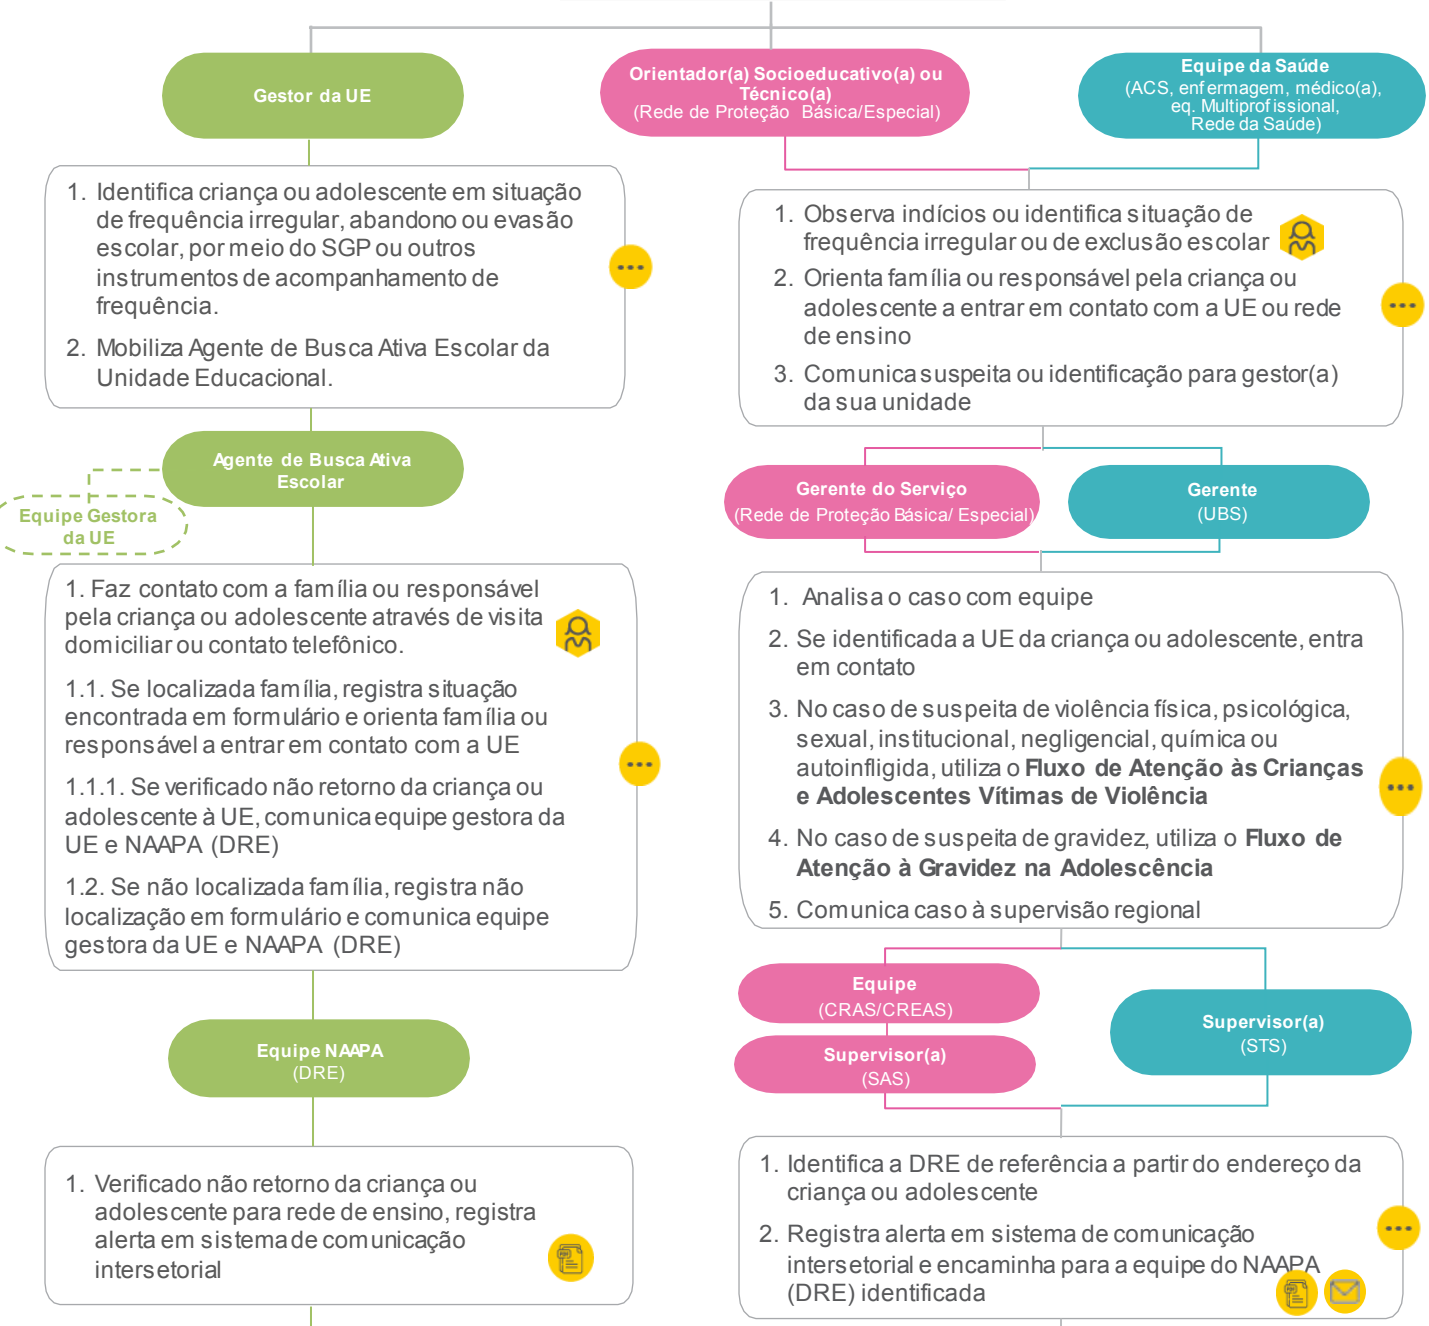 Gestor da UE
Orientador(a) Socioeducativo(a) ou
Técnico(a)
(Rede de Proteção Básica/Especial)
Equipe da Saúde
(ACS, enfermagem, médico(a),
eq. Multiprofissional,
Rede da Saúde)
1. Identifica criança ou adolescente em situação
de frequência irregular, abandono ou evasão
escolar, por meio do SGP ou outros
instrumentos de acompanhamento de
frequência.
2. Mobiliza Agente de Busca Ativa Escolar da
Unidade Educacional.
1. Observa indícios ou identifica situação de
frequência irregular ou de exclusão escolar
2. Orienta família ou responsável pela criança ou
adolescente a entrar em contato com a UE ou rede
de ensino
3. Comunica suspeita ou identificação para gestor(a)
da sua unidade
Agente de Busca Ativa
Escolar
Equipe Gestora
da UE
Gerente do Serviço
(Rede de Proteção Básica/ Especial)
Gerente
(UBS)
1. Faz contato com a família ou responsável
pela criança ou adolescente através de visita
domiciliar ou contato telefônico.
1.1. Se localizada família, registra situação
encontrada em formulário e orienta família ou
responsável a entrar em contato com a UE
1.1.1. Se verificado não retorno da criança ou
adolescente à UE, comunica equipe gestora da
UE e NAAPA (DRE)
1.2. Se não localizada família, registra não
localização em formulário e comunica equipe
gestora da UE e NAAPA (DRE)
1. Analisa o caso com equipe
2. Se identificada a UE da criança ou adolescente, entra
em contato
3. No caso de suspeita de violência física, psicológica,
sexual, institucional, negligencial, química ou
autoinfligida, utiliza o Fluxo de Atenção às Crianças
e Adolescentes Vítimas de Violência
4. No caso de suspeita de gravidez, utiliza o Fluxo de
Atenção à Gravidez na Adolescência
5. Comunica caso à supervisão regional
Equipe
(CRAS/CREAS)
Supervisor(a)
(SAS)
Supervisor(a)
(STS)
Equipe NAAPA
(DRE)
1. Verificado não retorno da criança ou
adolescente para rede de ensino, registra
alerta em sistema de comunicação
intersetorial
PDF
1. Identifica a DRE de referência a partir do endereço da
criança ou adolescente
2. Registra alerta em sistema de comunicação
intersetorial e encaminha para a equipe do NAAPA
(DRE) identificada
PDF